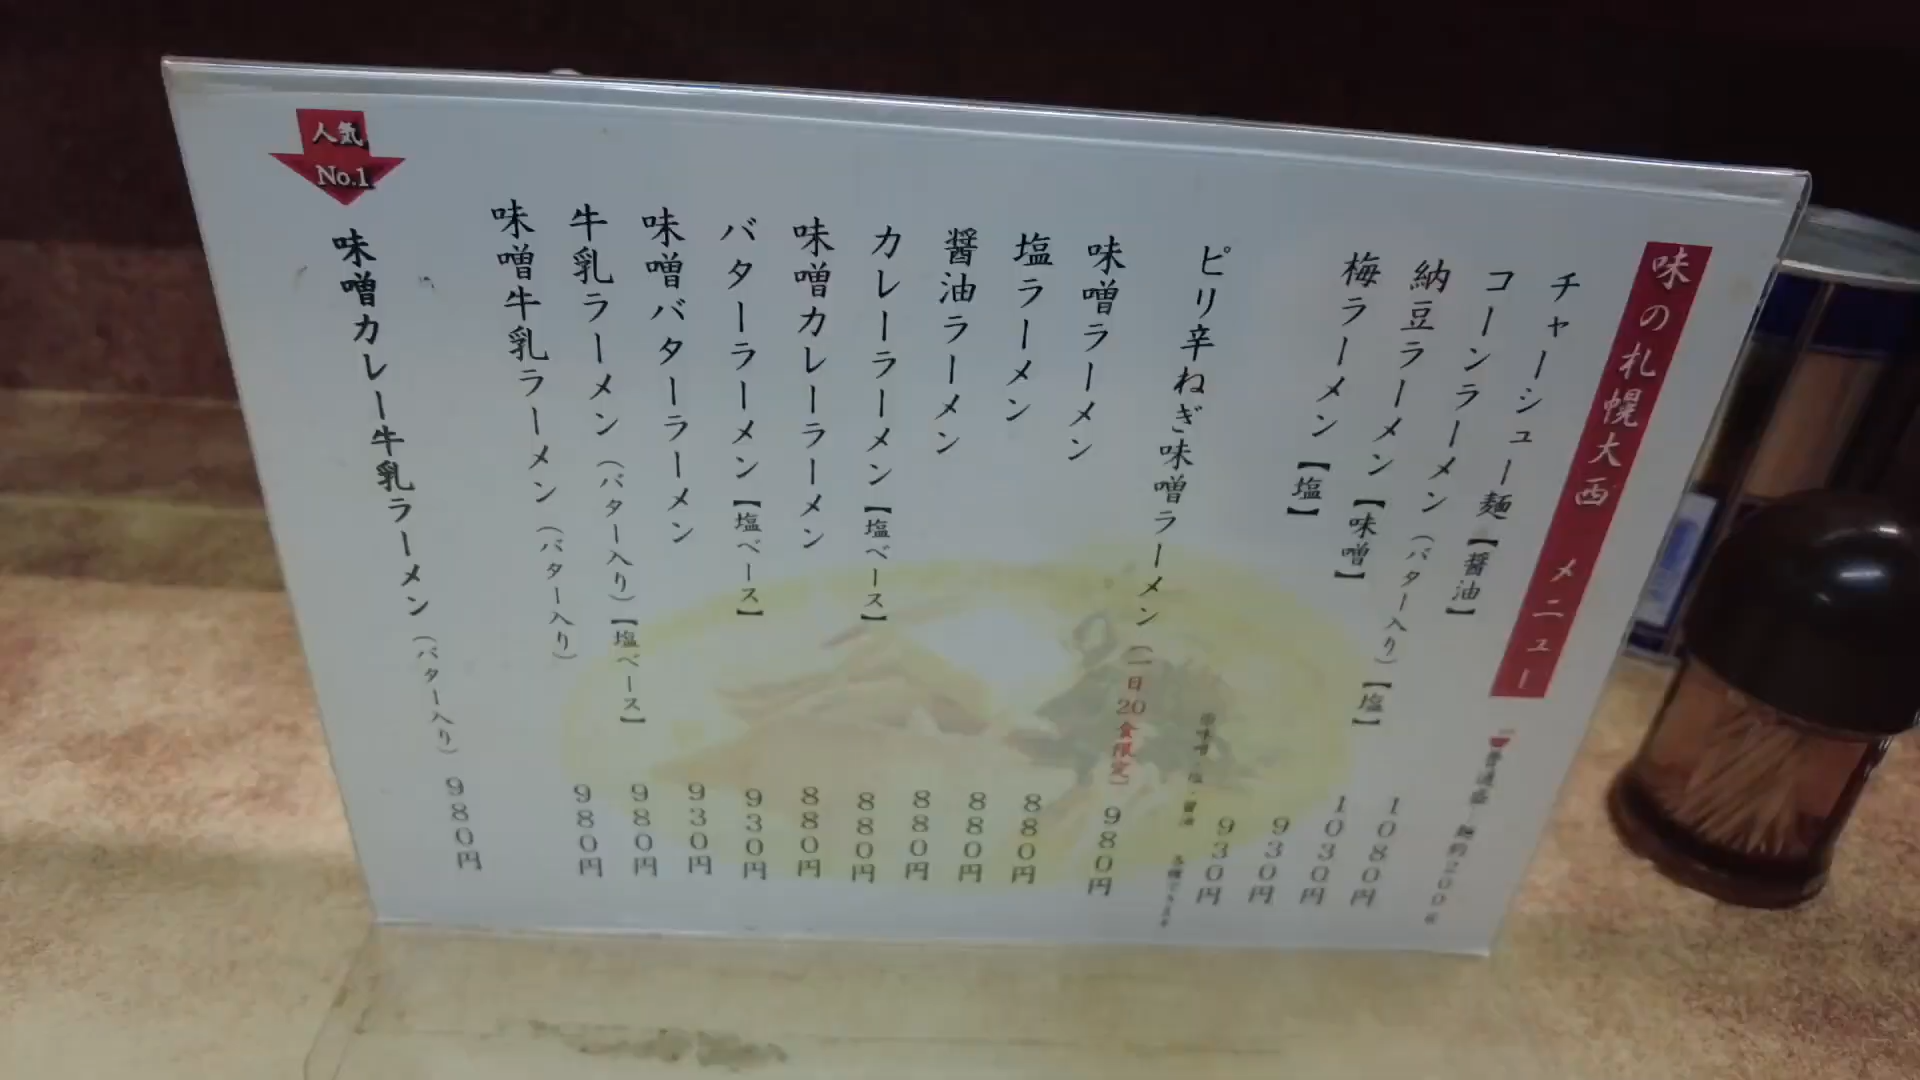 味の札幌大西 メニュー
チャーシュー麺【醤油】
1080円
コーンラーメン（バター入り）【塩】
1030円
納豆ラーメン【味噌】
930円
梅ラーメン【塩】
930円
ピリ辛ねぎ味噌ラーメン（一日20食限定）
980円
味噌ラーメン
880円
塩ラーメン
880円
醤油ラーメン
880円
カレーラーメン【塩ベース】
880円
味噌カレーラーメン
880円
バターラーメン【塩ベース】
930円
味噌バターラーメン
930円
牛乳ラーメン（バター入り）【塩ベース】
980円
味噌牛乳ラーメン（バター入り）
980円
人気
No.1
味噌カレー牛乳ラーメン（バター入り）
980円